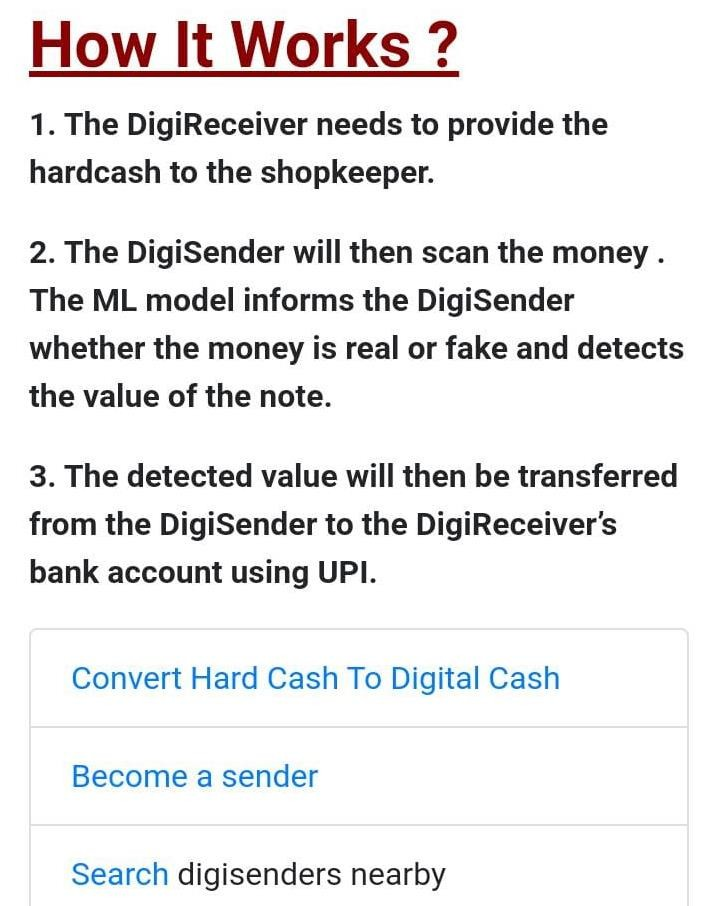 How It Works ?
1. The DigiReceiver needs to provide the
hardcash to the shopkeeper.
2. The DigiSender will then scan the money .
The ML model informs the DigiSender
whether the money is real or fake and detects
the value of the note.
3. The detected value will then be transferred
from the DigiSender to the DigiReceiver’s
bank account using UPI.
Convert Hard Cash To Digital Cash
Become a sender
Search digisenders nearby